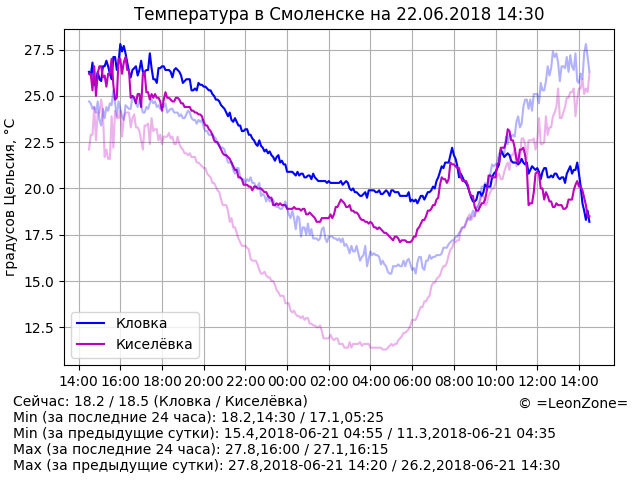 Температура в Смоленске на 22.06.2018 14:30
градусов Цельсия, °C
27.5
25.0
22.5
20.0
17.5
15.0
12.5
Кловка
Киселёвка
14:00 16:00 18:00 20:00 22:00 00:00 02:00 04:00 06:00 08:00 10:00 12:00 14:00
Сейчас: 18.2 / 18.5 (Кловка / Киселёвка)
© =LeonZone=
Min (за последние 24 часа): 18.2,14:30 / 17.1,05:25
Min (за предыдущие сутки): 15.4,2018-06-21 04:55 / 11.3,2018-06-21 04:35
Max (за последние 24 часа): 27.8,16:00 / 27.1,16:15
Max (за предыдущие сутки): 27.8,2018-06-21 14:20 / 26.2,2018-06-21 14:30